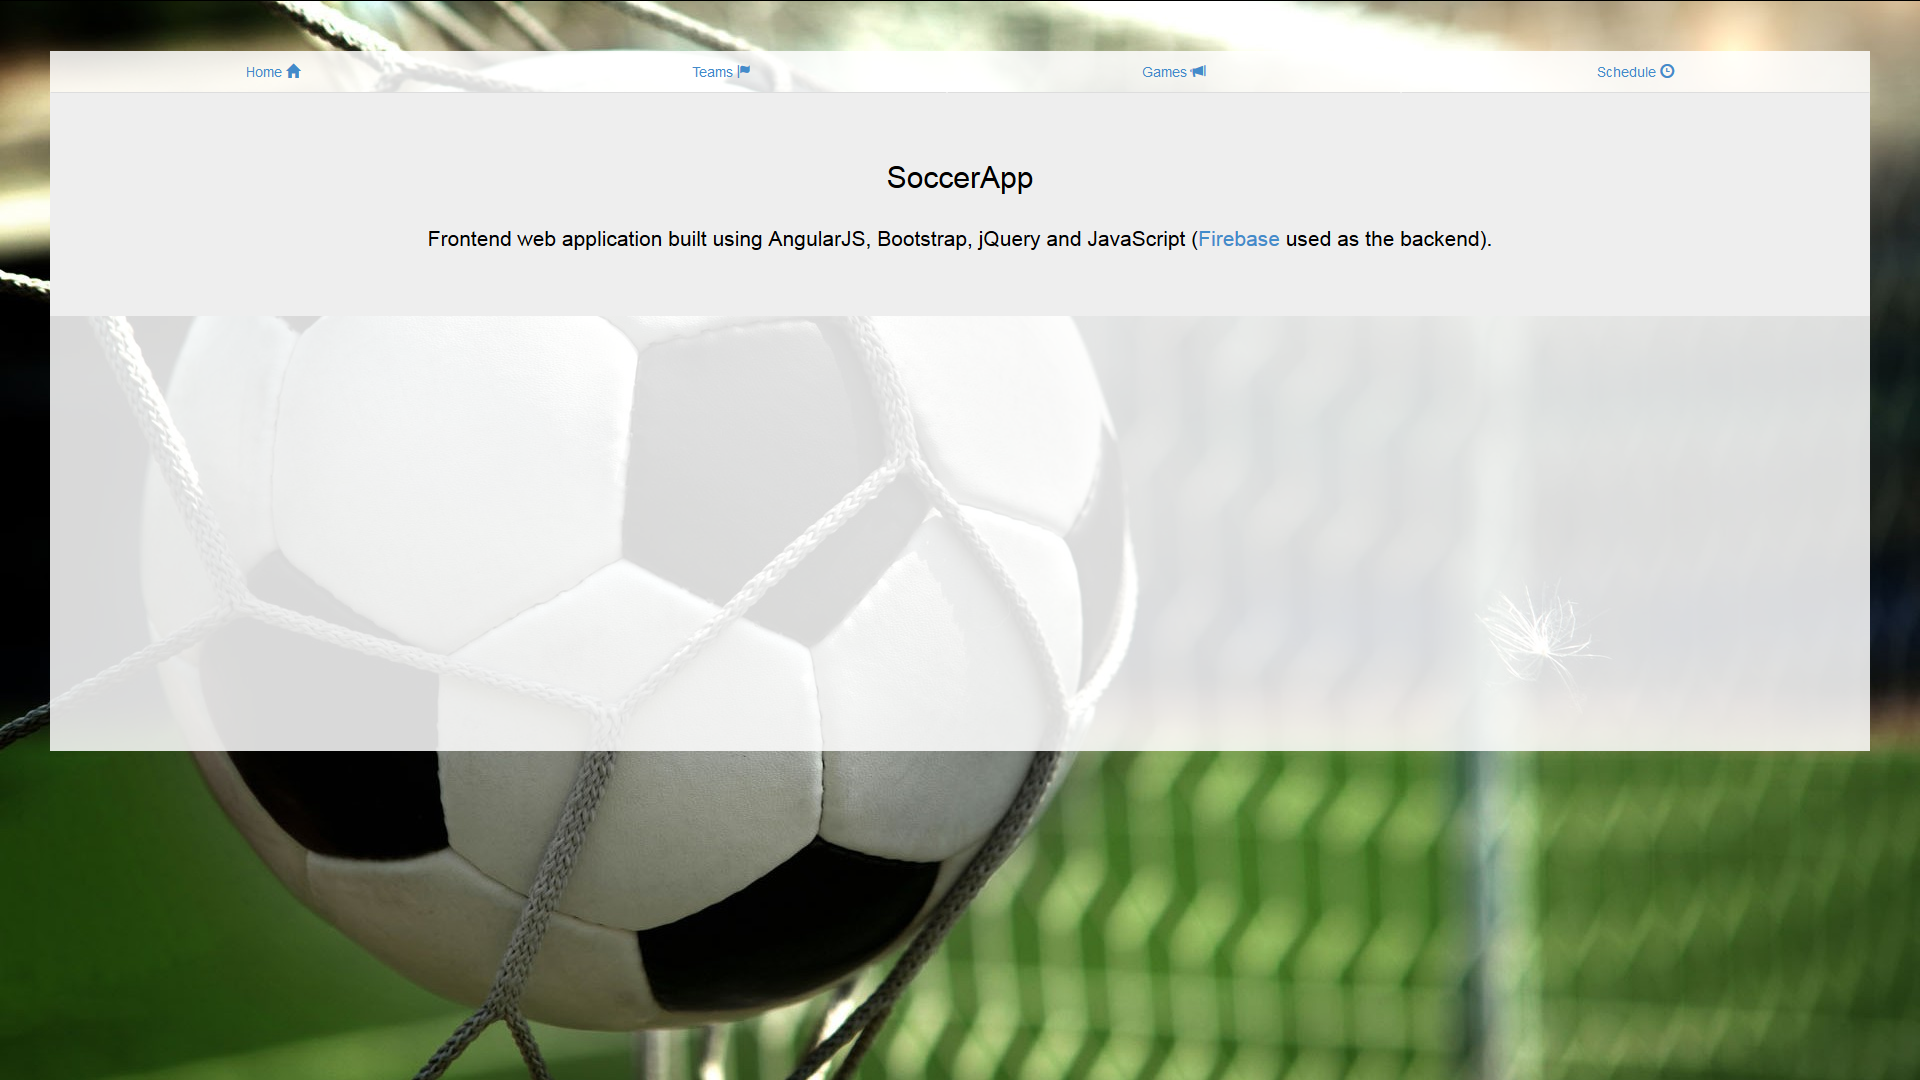 Home Teams Games Schedule
SoccerApp
Frontend web application built using AngularJS, Bootstrap, jQuery and JavaScript (Firebase used as the backend).